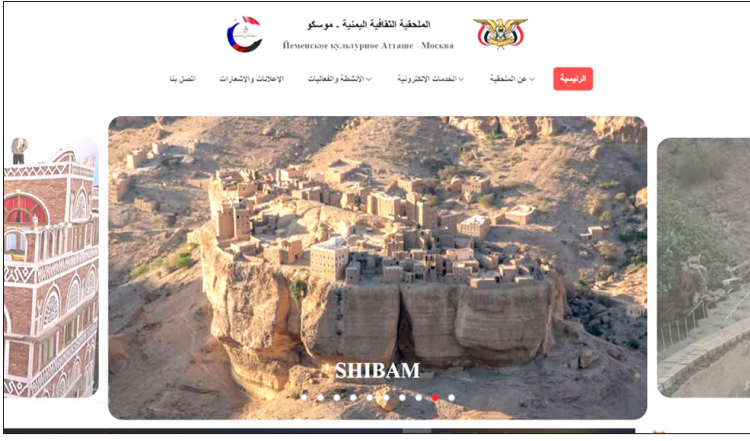 الملحقية الثقافية اليمنية - موسكو
Йеменское культурное Атташе - Москва
الرئيسية
عن الملحقية
الخدمات الإلكترونية
الأنشطة والفعاليات
الإعلانات والإشعارات
اتصل بنا
SHIBAM